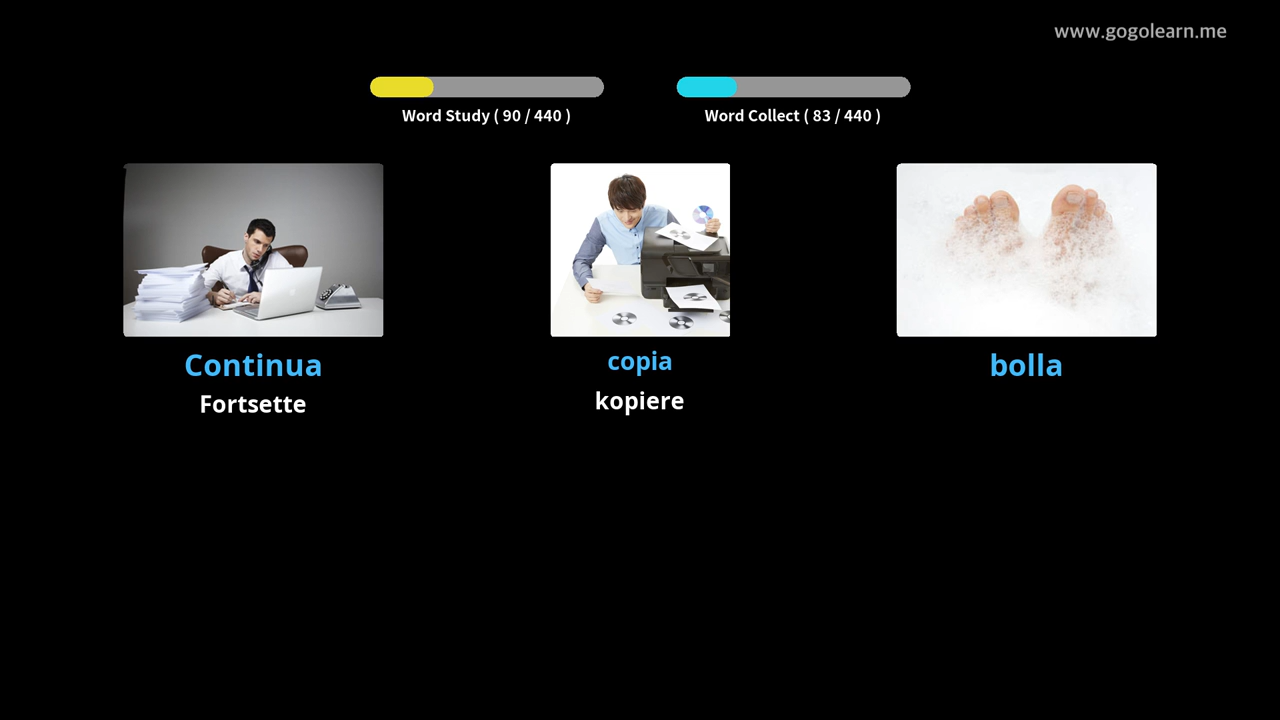 www.gogolearn.me
Word Study ( 90 / 440 )
Word Collect ( 83 / 440 )
Continua
Fortsette
copia
kopiere
bolla